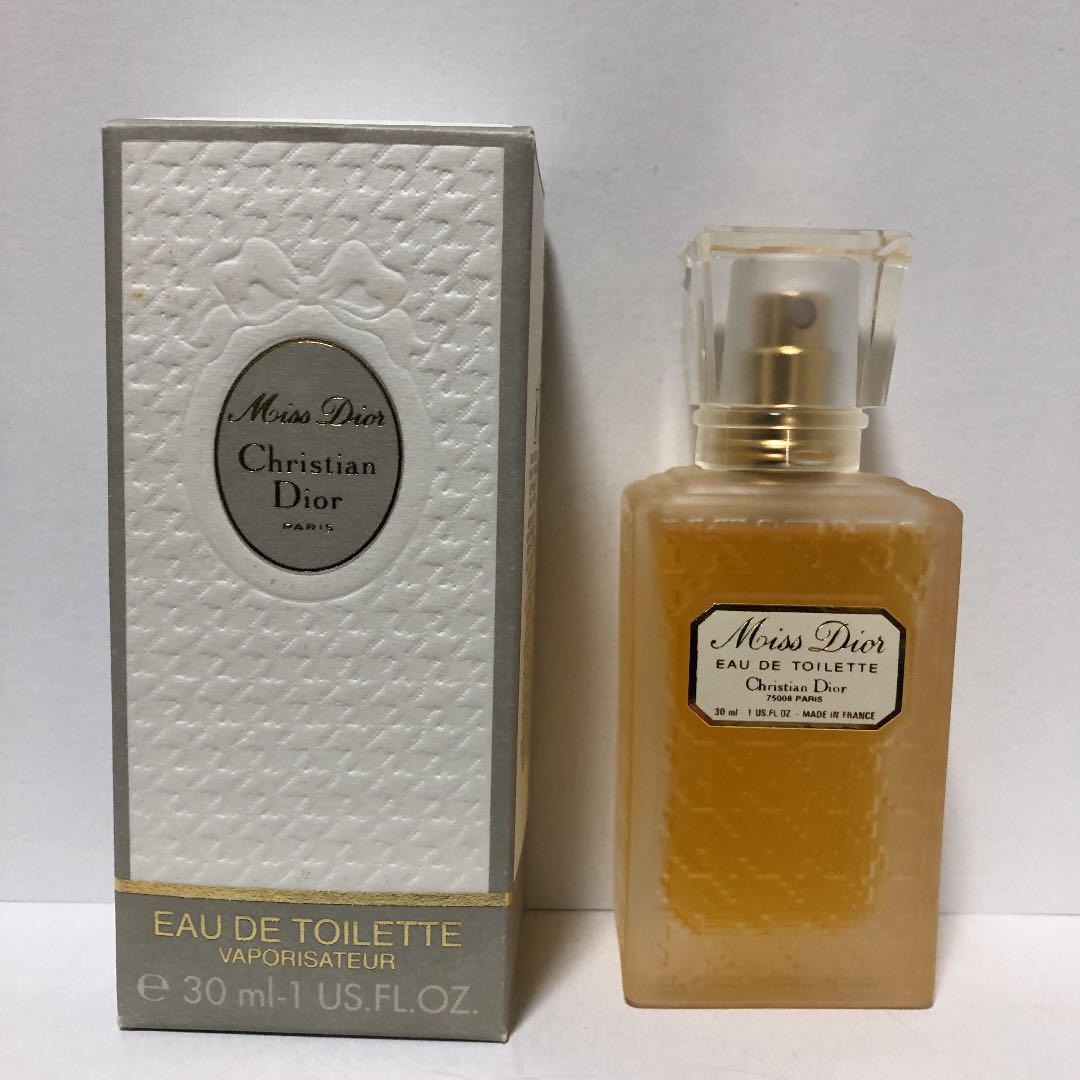 Miss Dior
Christian
Dior
PARIS
EAU DE TOILETTE
VAPORISATEUR
℮ 30 ml-1 US.FL.OZ.
Miss Dior
EAU DE TOILETTE
Christian Dior
75008 PARIS
30 ml - 1 US.FL.OZ. - MADE IN FRANCE